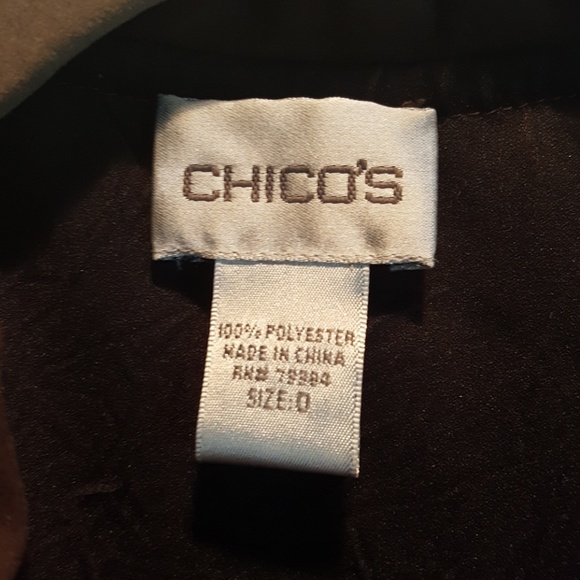 CHICO'S
100% POLYESTER
MADE IN CHINA
RN# 79984
SIZE: 0